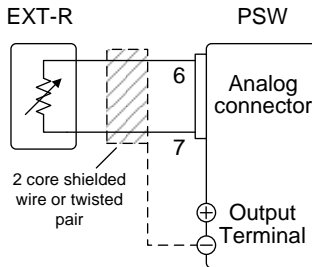 EXT-R
PSW
6
Analog
connector
7
2 core shielded
wire or twisted
pair
Output
Terminal